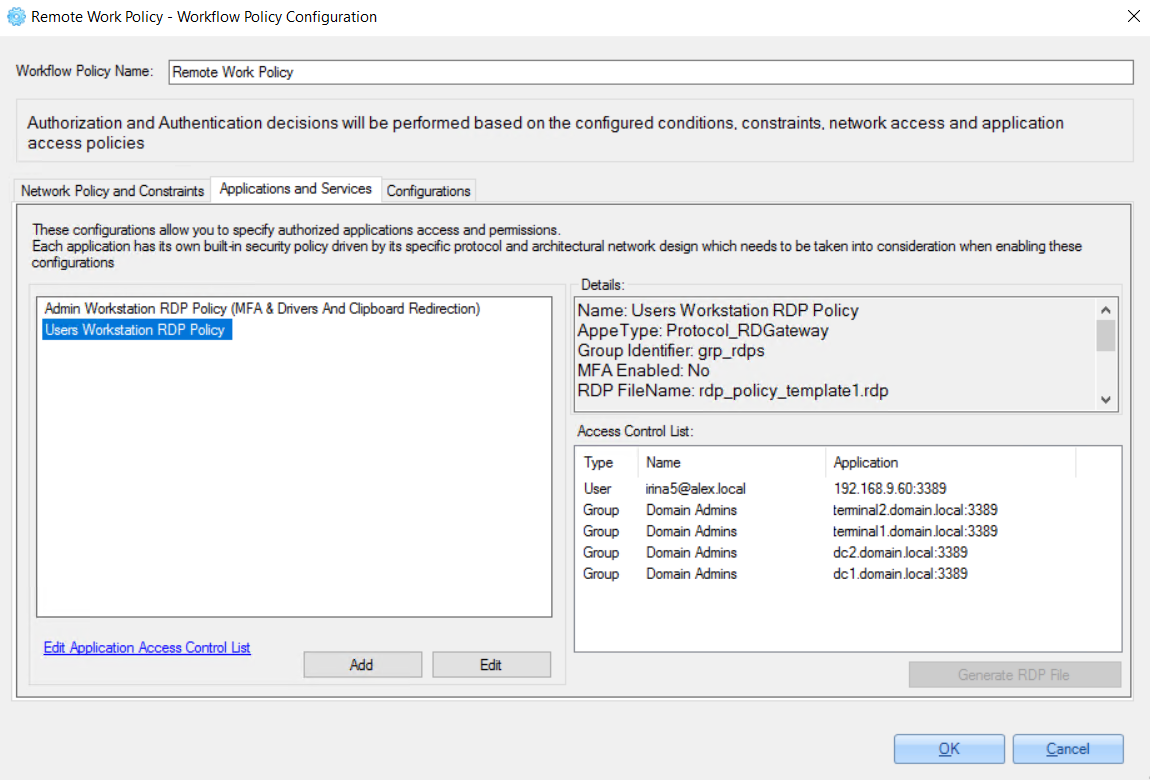 Remote Work Policy - Workflow Policy Configuration
Workflow Policy Name: Remote Work Policy
Authorization and Authentication decisions will be performed based on the configured conditions, constraints, network access and application
access policies
Network Policy and Constraints Applications and Services Configurations
These configurations allow you to specify authorized applications access and permissions.
Each application has its own built-in security policy driven by its specific protocol and architectural network design which needs to be taken into consideration when enabling these
configurations
Admin Workstation RDP Policy (MFA & Drivers And Clipboard Redirection)
Users Workstation RDP Policy
Edit Application Access Control List
Add Edit
Details:
Name: Users Workstation RDP Policy
AppeType: Protocol_RDGateway
Group Identifier: grp_rdps
MFA Enabled: No
RDP FileName: rdp_policy_template1.rdp
Access Control List:
Type Name Application
User irina5@alex.local 192.168.9.60:3389
Group Domain Admins terminal2.domain.local:3389
Group Domain Admins terminal1.domain.local:3389
Group Domain Admins dc2.domain.local:3389
Group Domain Admins dc1.domain.local:3389
Generate RDP File
OK Cancel